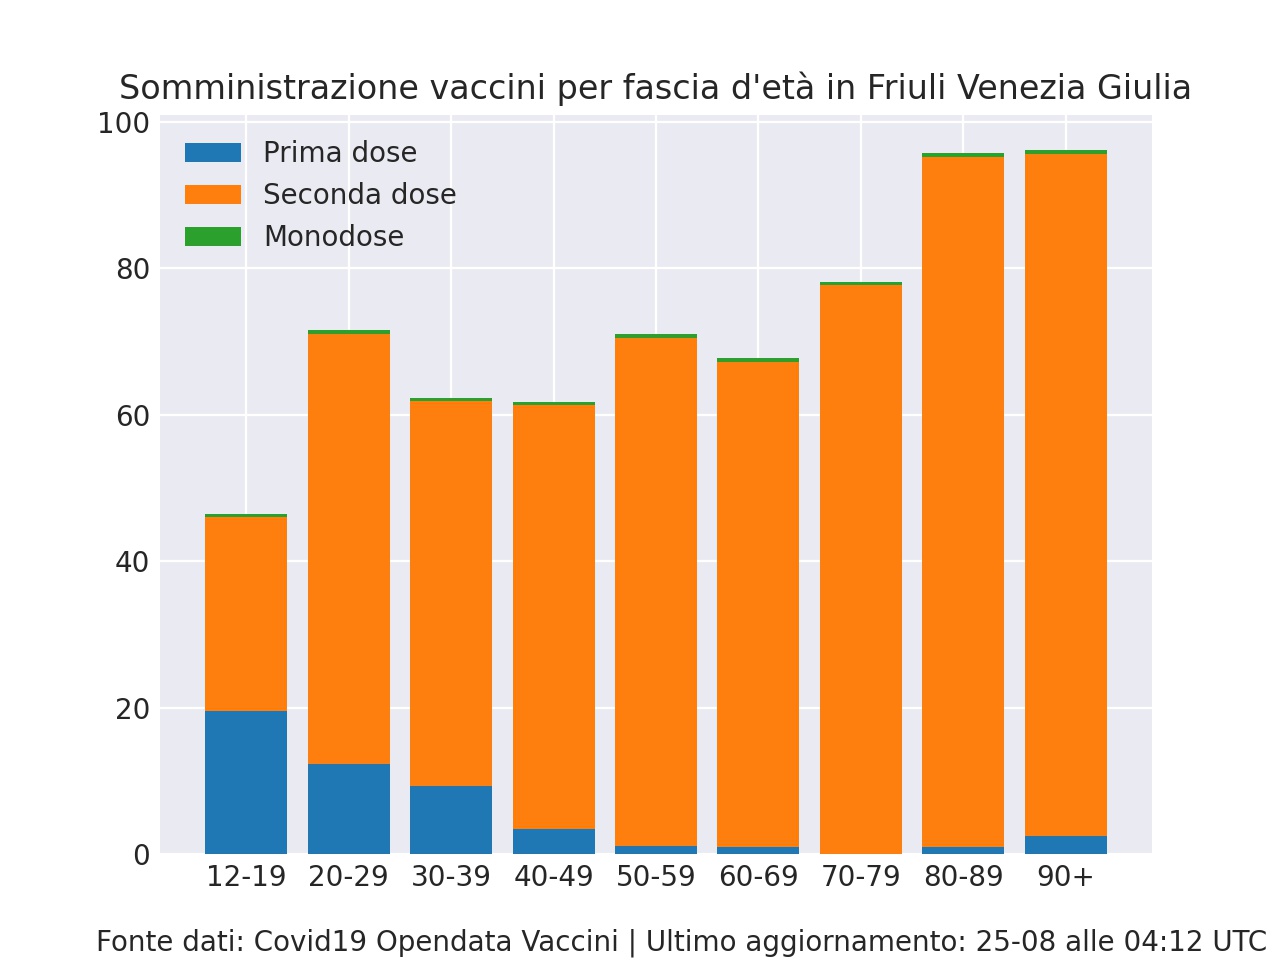 Somministrazione vaccini per fascia d'età in Friuli Venezia Giulia
100
80
60
40
20
0
Prima dose
Seconda dose
Monodose
12-19 20-29 30-39 40-49 50-59 60-69 70-79 80-89 90+
Fonte dati: Covid19 Opendata Vaccini | Ultimo aggiornamento: 25-08 alle 04:12 UTC